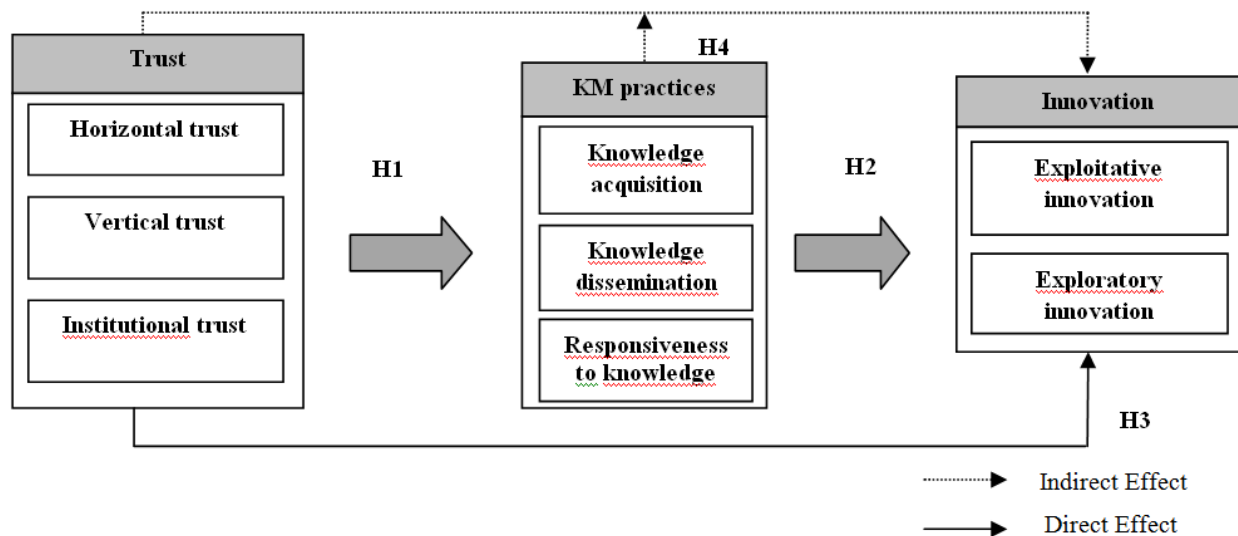 Trust
Horizontal trust
Vertical trust
Institutional trust
H1
H4
KM practices
Knowledge
acquisition
Knowledge
dissemination
Responsiveness
to knowledge
H2
Innovation
Exploitative
innovation
Exploratory
innovation
H3
Indirect Effect
Direct Effect